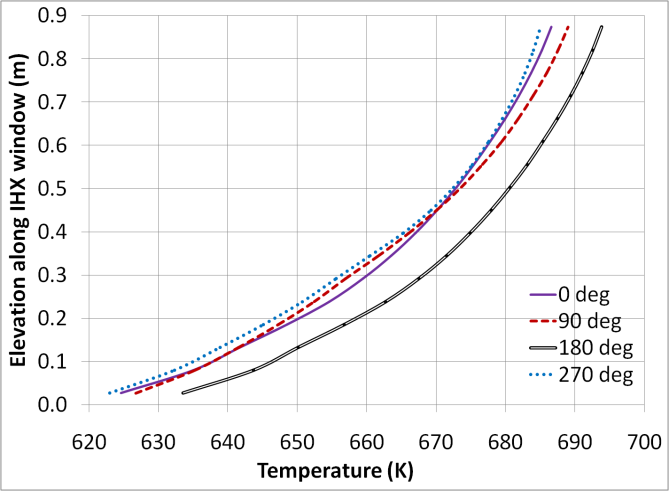 Elevation along IHX window (m)
0.9
0.8
0.7
0.6
0.5
0.4
0.3
0.2
0.1
0.0
0 deg
90 deg
180 deg
270 deg
620 630 640 650 660 670 680 690 700
Temperature (K)